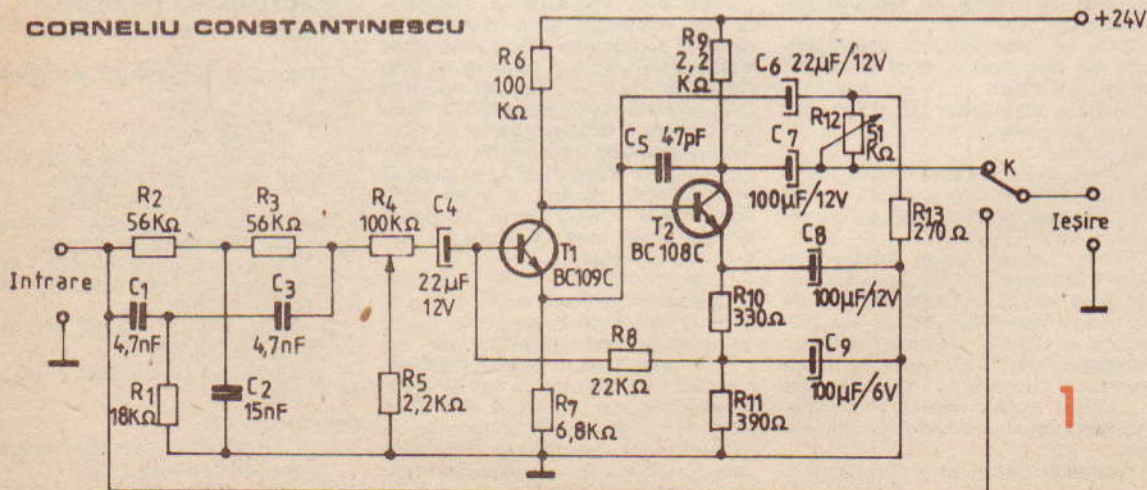 CORNELIU CONSTANTINESCU
+24V
R6
100
KΩ
R9
2,2
KΩ
C6 22µF/12V
R12
51
KΩ
C5 47pF
C7
100µF/12V
K
R2
56KΩ
R3
56KΩ
R4
100KΩ
C4
22µF
12V
T1
BC109C
T2
BC108C
R13
270Ω
Ieşire
Intrare
C1
4,7nF
C3
4,7nF
C8
100µF/12V
R10
330Ω
R8
22KΩ
C9
100µF/6V
R1
18KΩ
C2
15nF
R5
2,2KΩ
R7
6,8KΩ
R11
390Ω
1